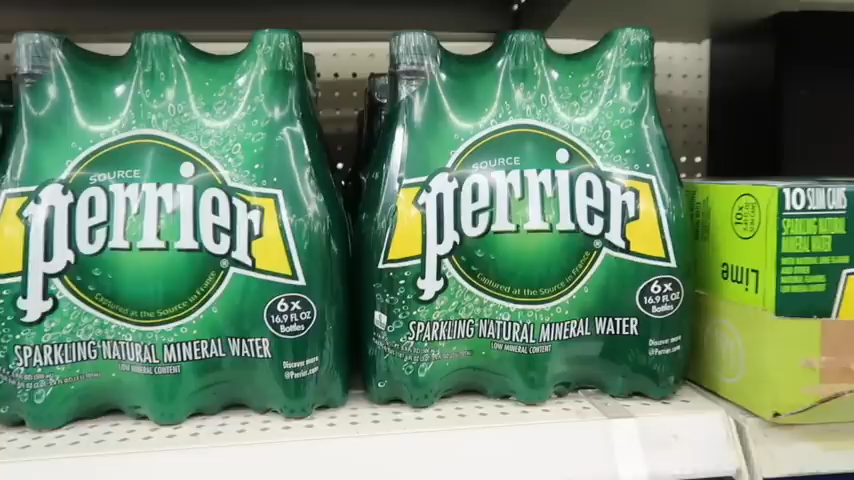 SOURCE
perrier
Captured at the Source in France
6x
16.9 FL OZ
Bottles
SPARKLING NATURAL MINERAL WATER
LOW MINERAL CONTENT
Discover more
@Perrier.com
SOURCE
perrier
Captured at the Source in France
6x
16.9 FL OZ
Bottles
SPARKLING NATURAL MINERAL WATER
LOW MINERAL CONTENT
Discover more
@Perrier.com
10x
Lime
10 SLIM CANS
SPARKLING NATURAL
MINERAL WATER